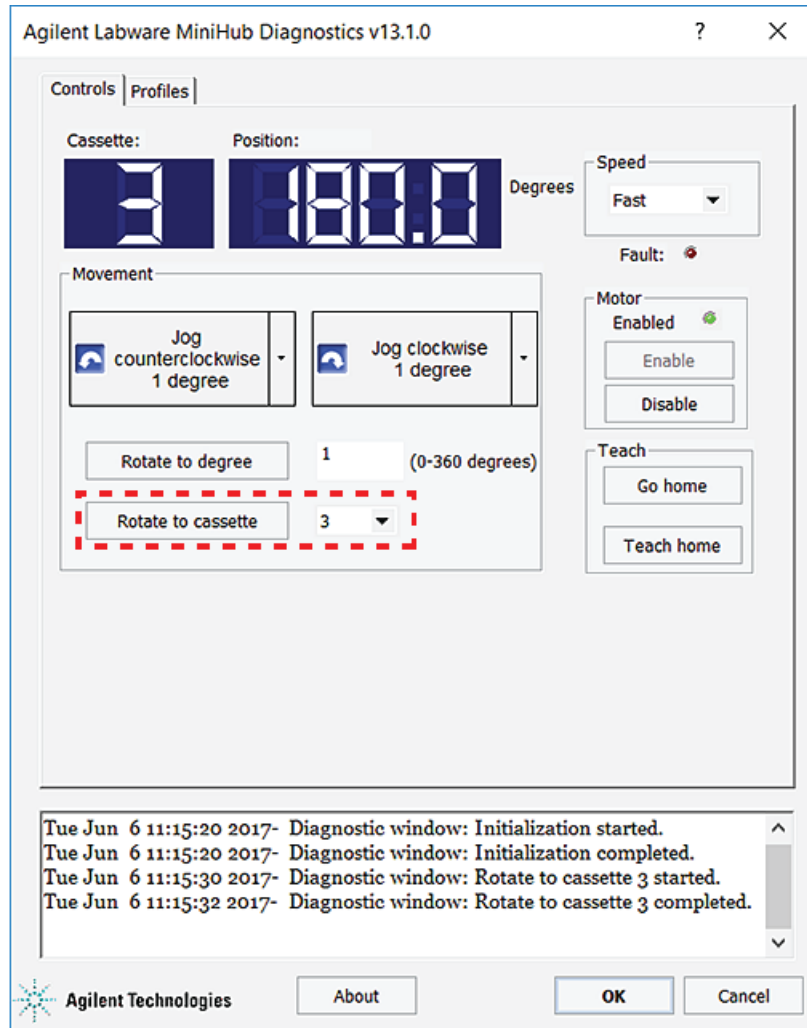 Agilent Labware MiniHub Diagnostics v13.1.0
?
Controls
Profiles
Cassette:
Position:
3
180.0
Degrees
Speed
Fast
Fault:
Movement
Jog
counterclockwise
1 degree
Jog clockwise
1 degree
Motor
Enabled
Enable
Disable
Rotate to degree
1
(0-360 degrees)
Rotate to cassette
3
Teach
Go home
Teach home
Tue Jun 6 11:15:20 2017- Diagnostic window: Initialization started.
Tue Jun 6 11:15:20 2017- Diagnostic window: Initialization completed.
Tue Jun 6 11:15:30 2017- Diagnostic window: Rotate to cassette 3 started.
Tue Jun 6 11:15:32 2017- Diagnostic window: Rotate to cassette 3 completed.
Agilent Technologies
About
OK
Cancel